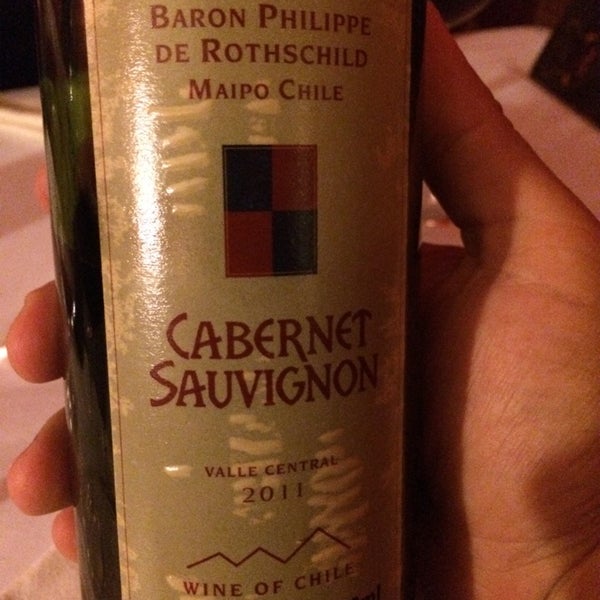 BARON PHILIPPE
DE ROTHSCHILD
MAIPO CHILE
CABERNET
SAUVIGNON
VALLE CENTRAL
2011
WINE OF CHILE